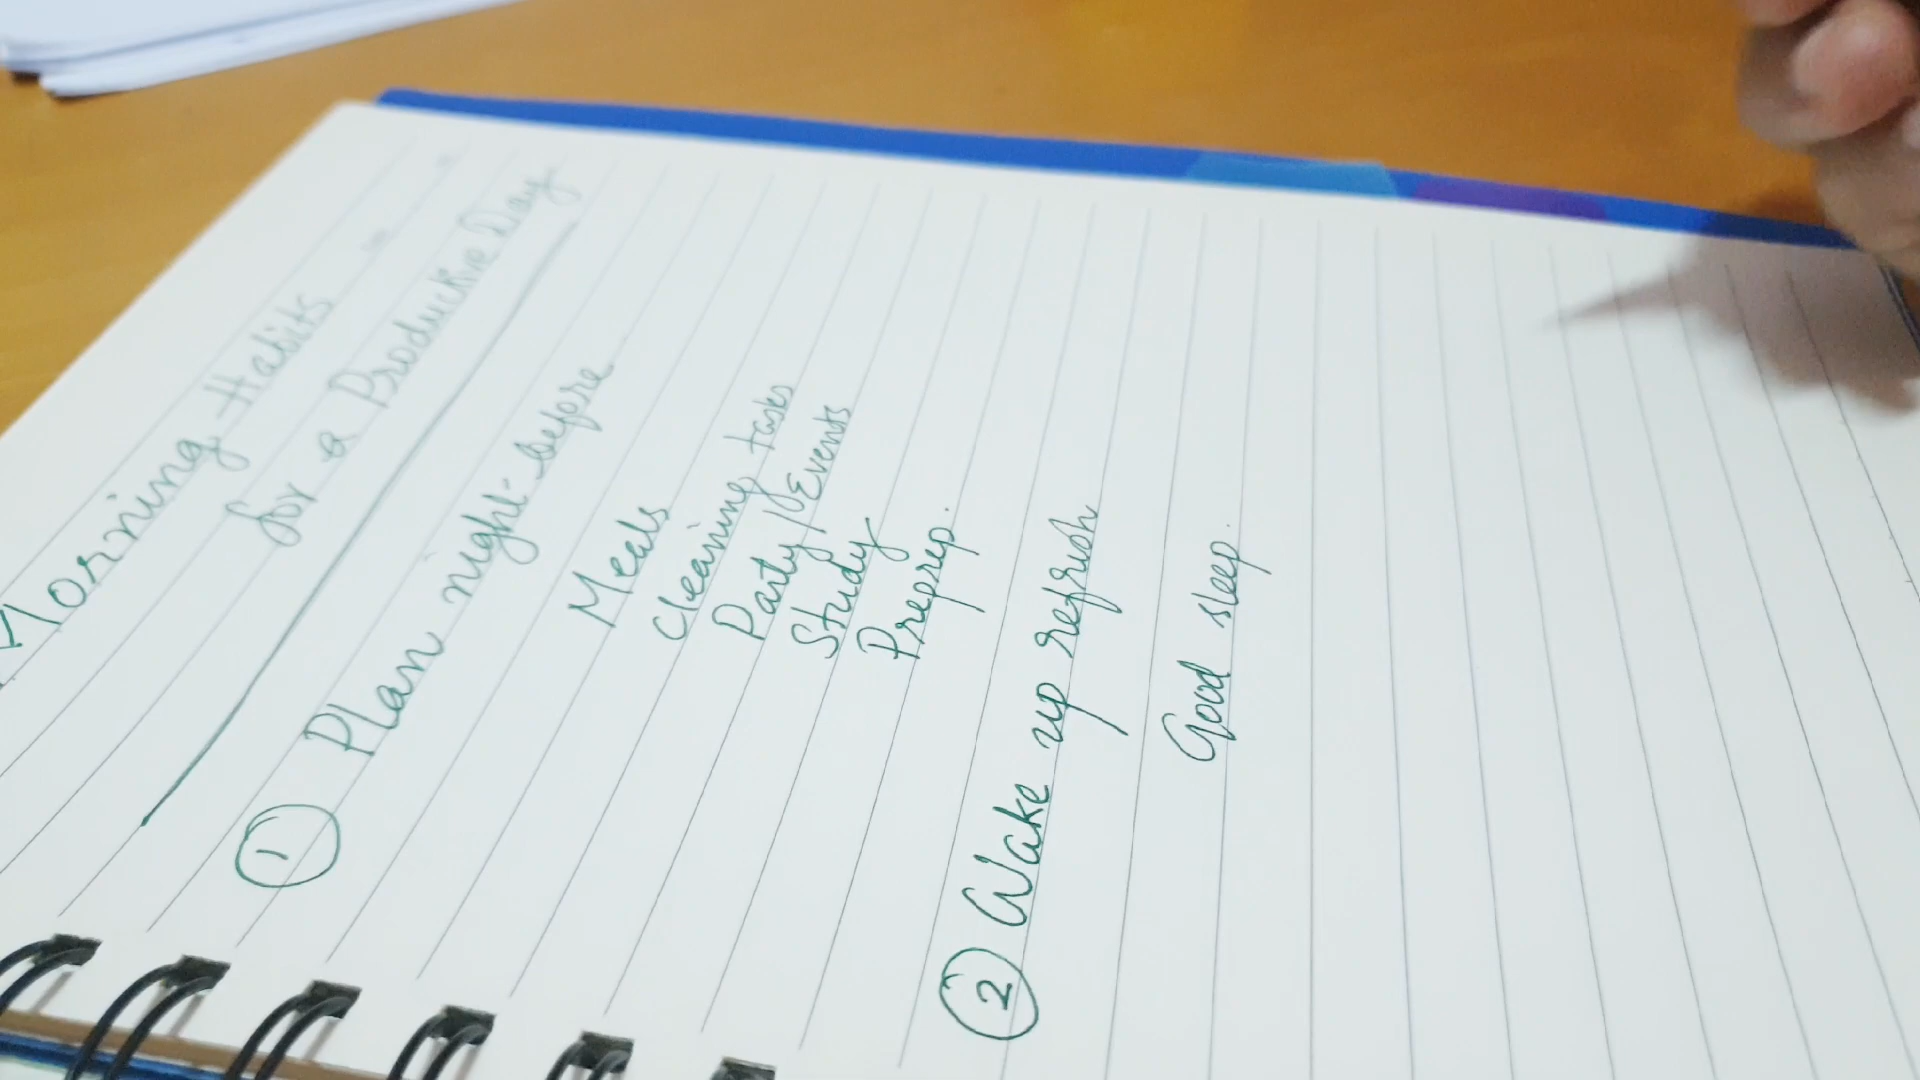 Morning Habits
for a Productive Day
1 Plan night-before
Meals
Cleaning tasks
Party/Events
Study
Preprep.
2 Wake up refresh
Good sleep.